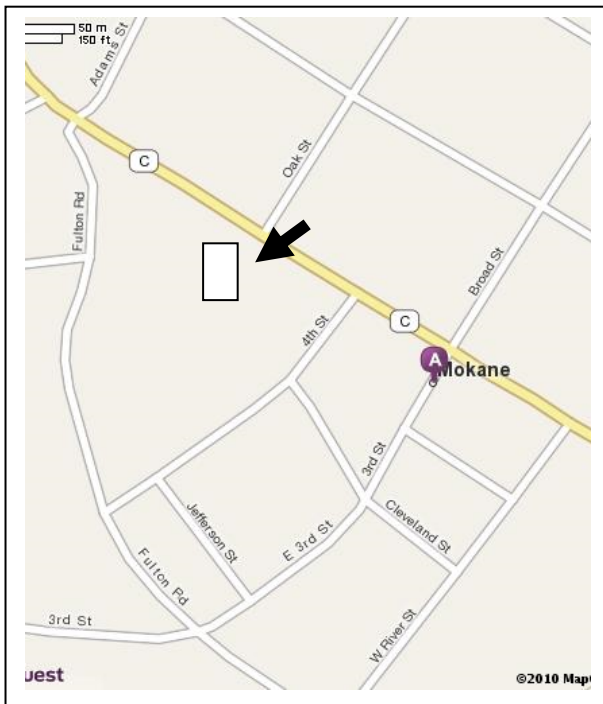 50 m
150 ft
Adams St
C
Oak St
Fulton Rd
Broad St
4th St
C
A
Mokane
3rd St
Jefferson St
Cleveland St
E 3rd St
Fulton Rd
3rd St
W River St
uest
©2010 Map